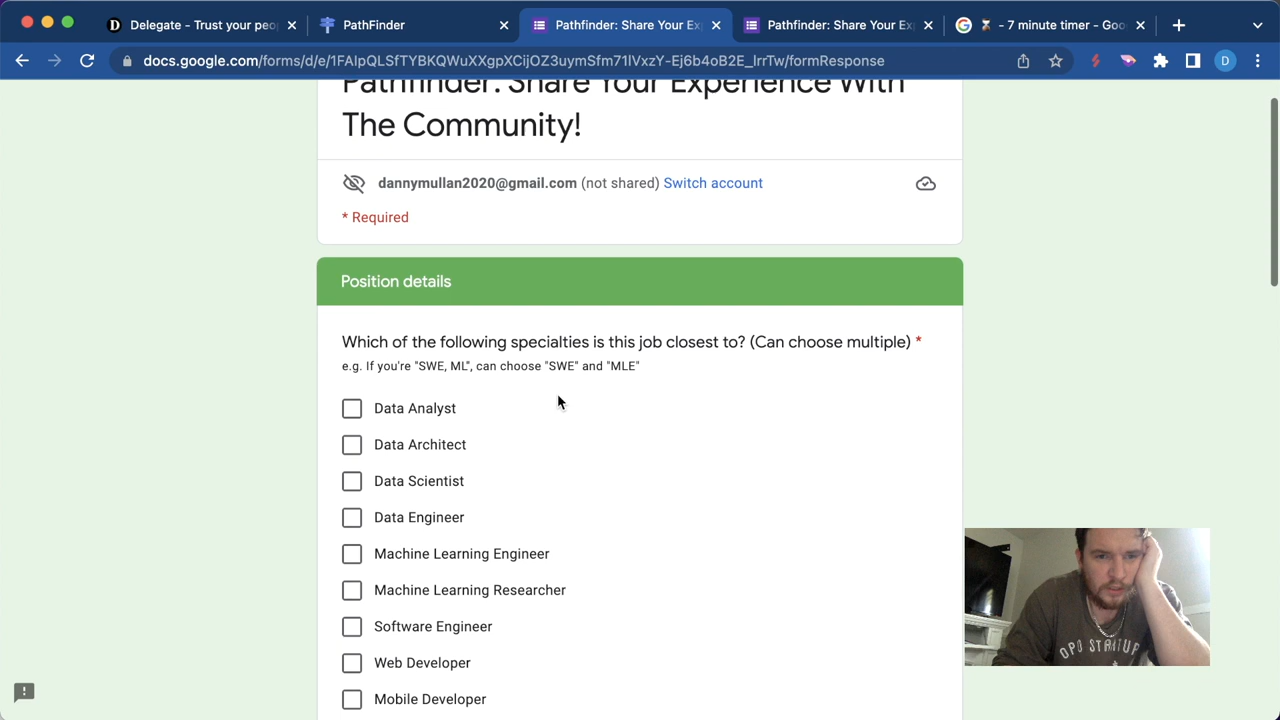 Delegate - Trust your peo
PathFinder
Pathfinder: Share Your Ex
Pathfinder: Share Your Ex
- 7 minute timer - Goo
docs.google.com/forms/d/e/1FAIpQLSfTYBKQWuXXgpXCijOZ3uymSfm71lVxzY-Ej6b4oB2E_lrrTw/formResponse
D
Pathfinder: Share Your Experience With
The Community!
dannymullan2020@gmail.com (not shared) Switch account
* Required
Position details
Which of the following specialties is this job closest to? (Can choose multiple) *
e.g. If you're "SWE, ML", can choose "SWE" and "MLE"
Data Analyst
Data Architect
Data Scientist
Data Engineer
Machine Learning Engineer
Machine Learning Researcher
Software Engineer
Web Developer
Mobile Developer